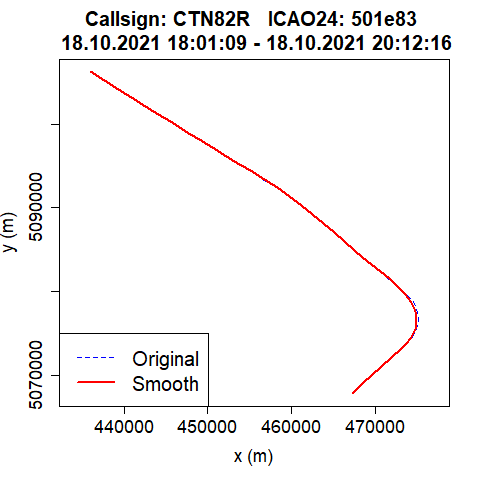 Callsign: CTN82R   ICAO24: 501e83
18.10.2021 18:01:09 - 18.10.2021 20:12:16
y (m)
5090000
5070000
Original
Smooth
440000 450000 460000 470000
x (m)